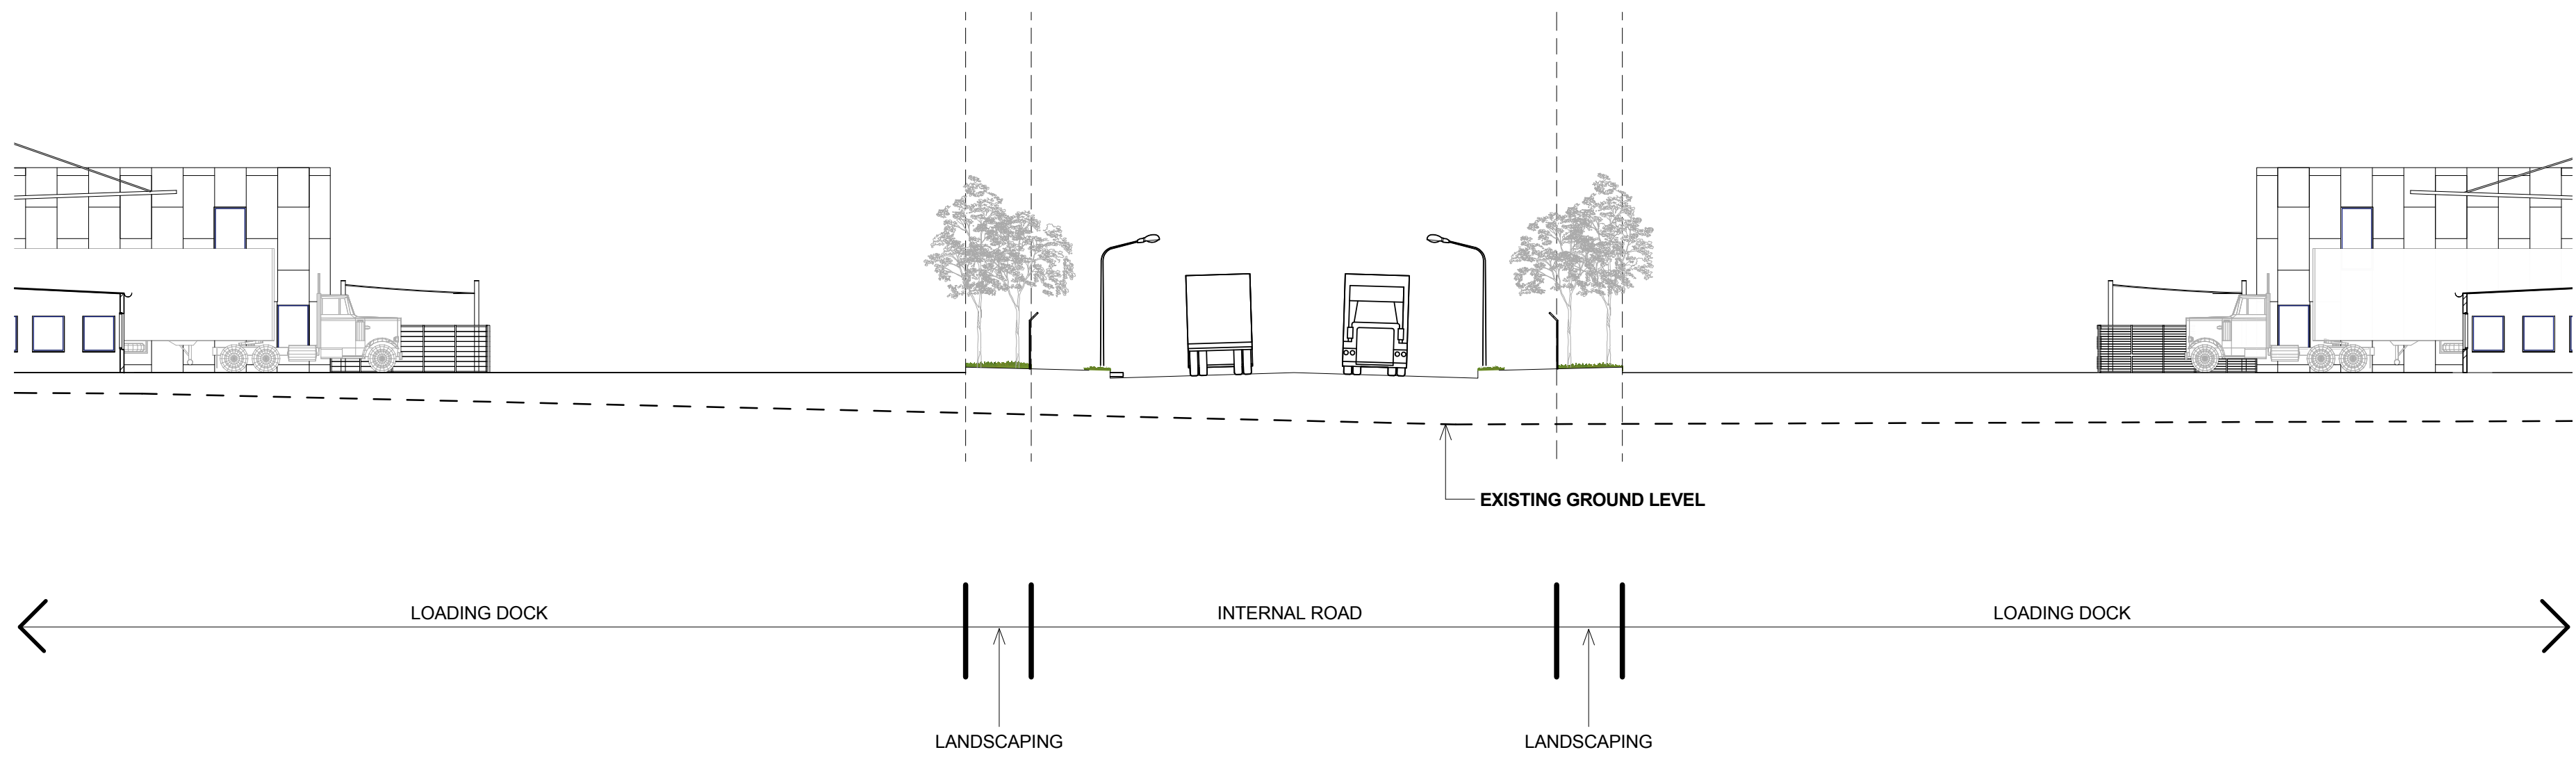 EXISTING GROUND LEVEL
LOADING DOCK
INTERNAL ROAD
LOADING DOCK
LANDSCAPING
LANDSCAPING